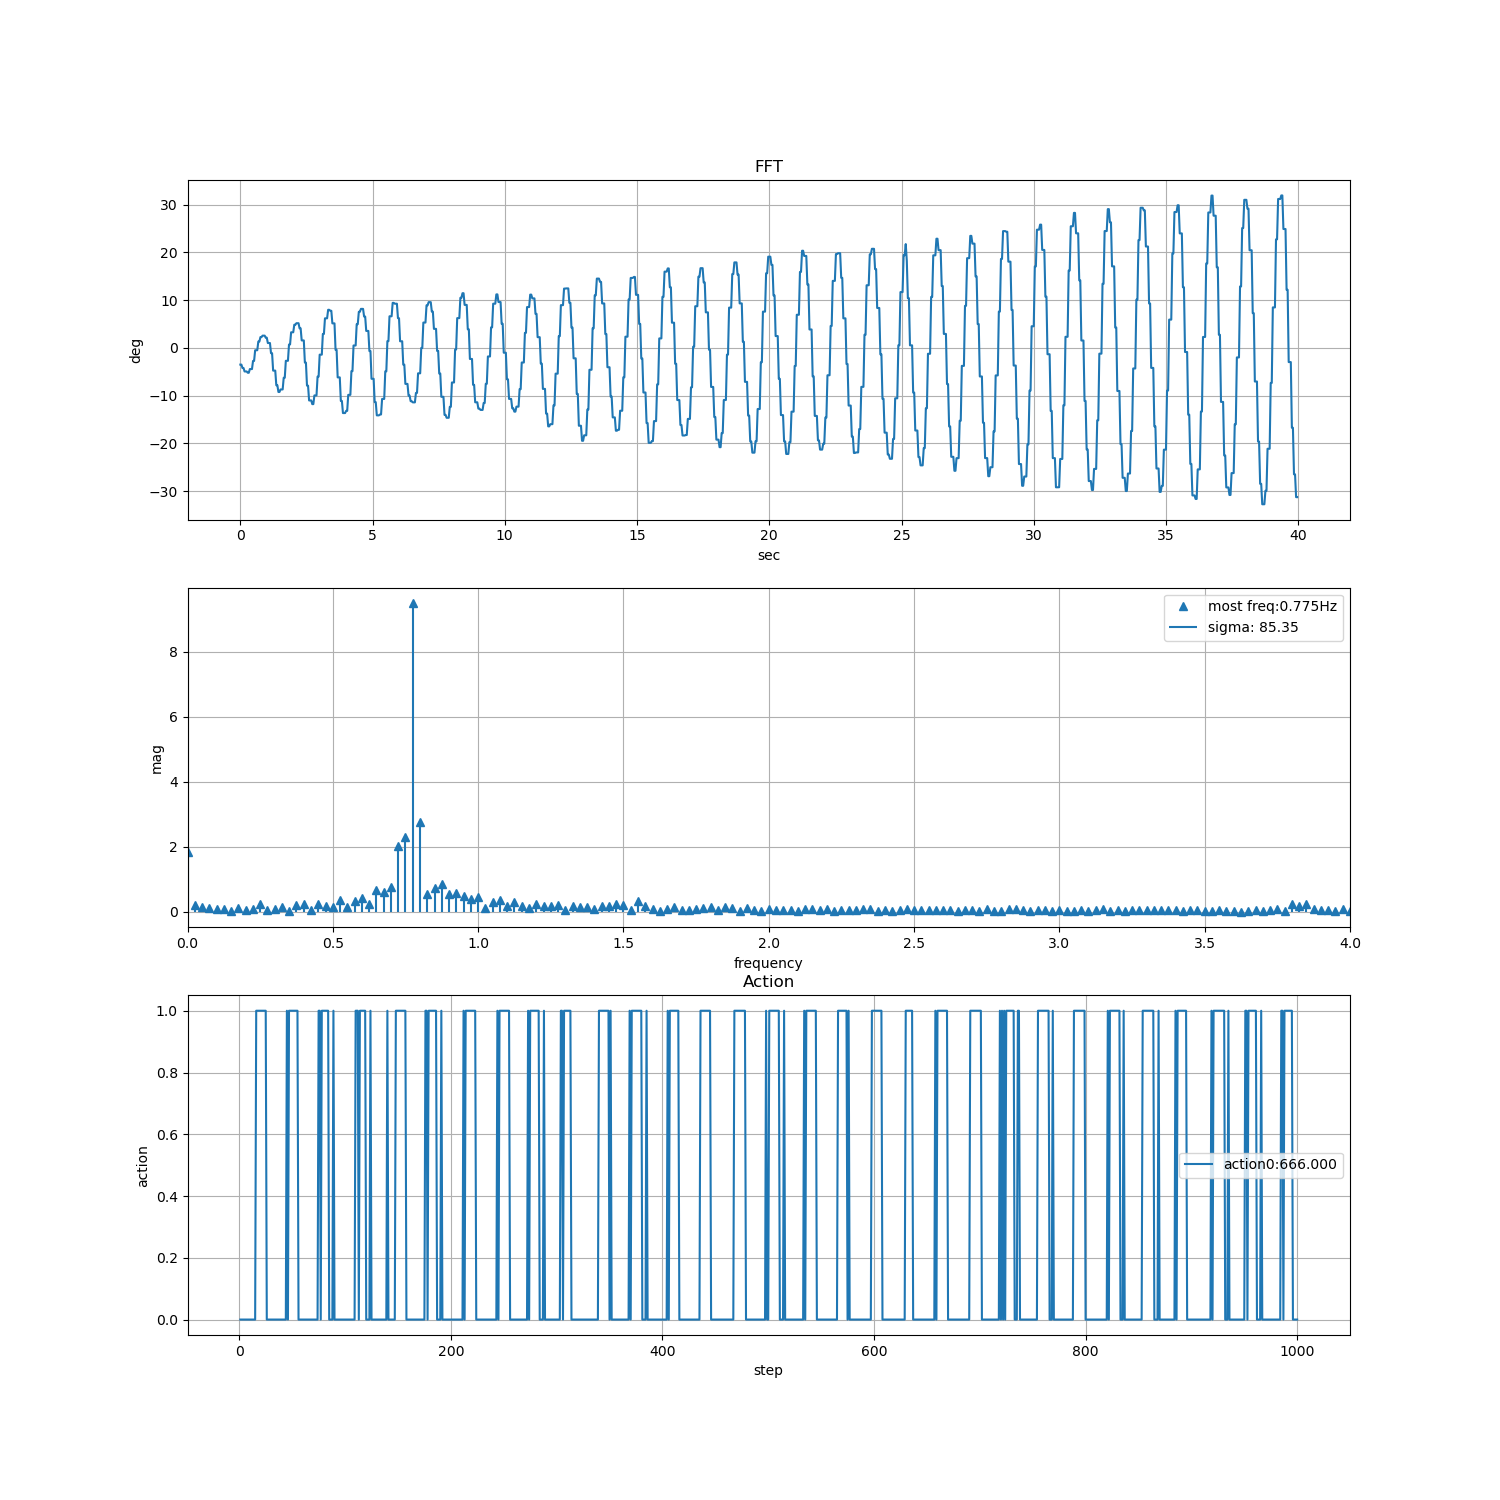 FFT
30
20
10
0
−10
−20
−30
deg
0 5 10 15 20 25 30 35 40
sec
most freq:0.775Hz
sigma: 85.35
8
6
4
2
0
mag
0.0 0.5 1.0 1.5 2.0 2.5 3.0 3.5 4.0
frequency
Action
1.0
0.8
0.6
0.4
0.2
0.0
action
action0:666.000
0 200 400 600 800 1000
step